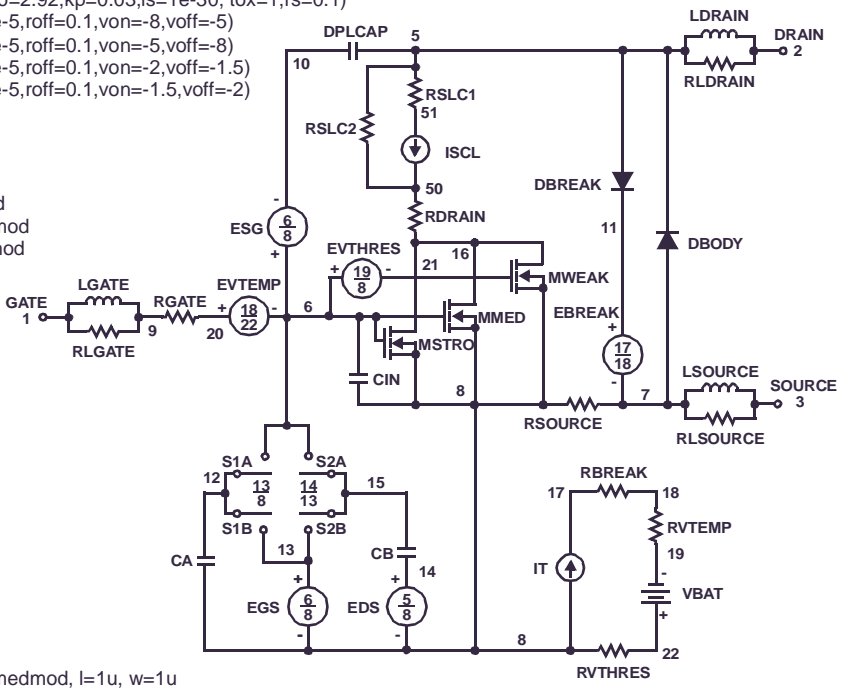 =2.92,kp=0.03,is=1e-30, tox=1,rs=0.1)
e-5,roff=0.1,von=-8,voff=-5)
e-5,roff=0.1,von=-5,voff=-8)
e-5,roff=0.1,von=-2,voff=-1.5)
e-5,roff=0.1,von=-1.5,voff=-2)
d
nod
mod
LDRAIN
DPLCAP
5
DRAIN
2
10
RLDRAIN
RSLC1
51
RSLC2
ISCL
DBREAK
50
-
ESG
6
8
+
RDRAIN
11
DBODY
EVTHRES
16
+
19
8
-
21
MWEAK
LGATE
EVTEMP
GATE
1
RGATE
+
18
22
-
6
EBREAK
+
MMED
9
20
RLGATE
MSTRO
17
18
-
LSOURCE
CIN
8
7
SOURCE
3
RSOURCE
RLSOURCE
S1A
S2A
12
13
8
14
13
15
RBREAK
17
18
S1B
S2B
RVTEMP
13
CB
19
CA
14
IT
-
+
+
VBAT
EGS
6
8
EDS
5
8
+
-
-
8
22
RVTHRES
medmod, l=1u, w=1u